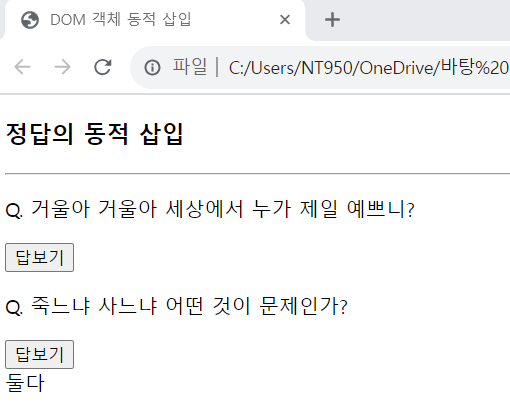 DOM 객체 동적 삽입
파일 | C:/Users/NT950/OneDrive/바탕%20
정답의 동적 삽입
Q. 거울아 거울아 세상에서 누가 제일 예쁘니?
답보기
Q. 죽느냐 사느냐 어떤 것이 문제인가?
답보기
둘다